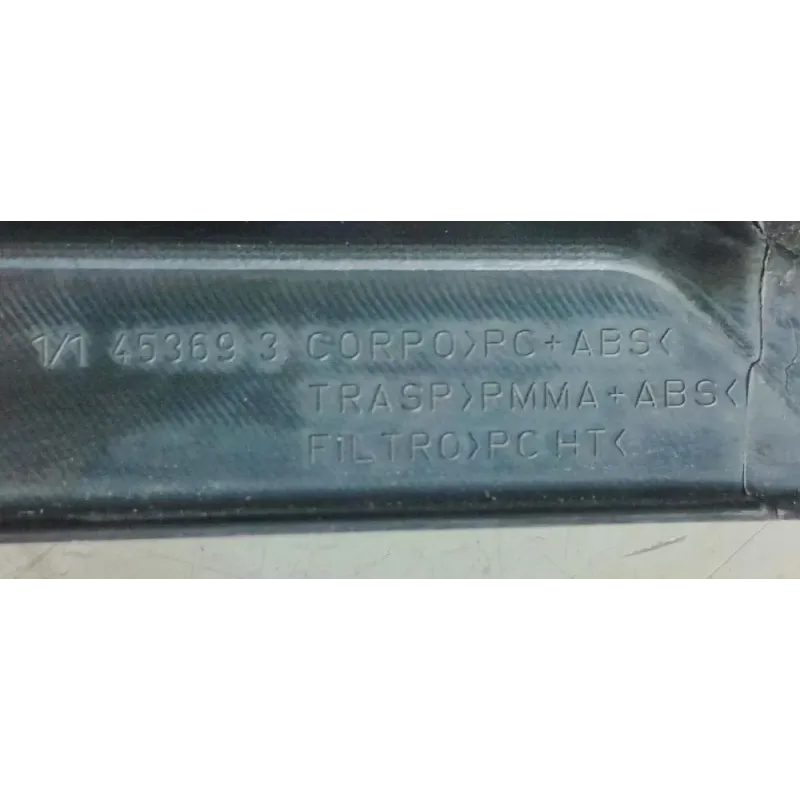 1/1 45369 3 CORPO>PC+ABS<
TRASP>PMMA+ABS<
FILTRO>PC HT<